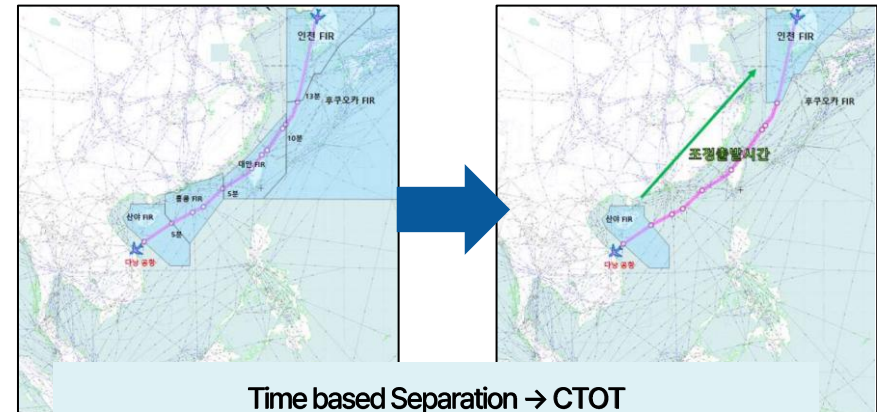 인천 FIR
13분
후쿠오카 FIR
10분
대만 FIR
5분
홍콩 FIR
산야 FIR
5분
다낭 공항
인천 FIR
후쿠오카 FIR
조정출발시간
산야 FIR
다낭 공항
Time based Separation → CTOT